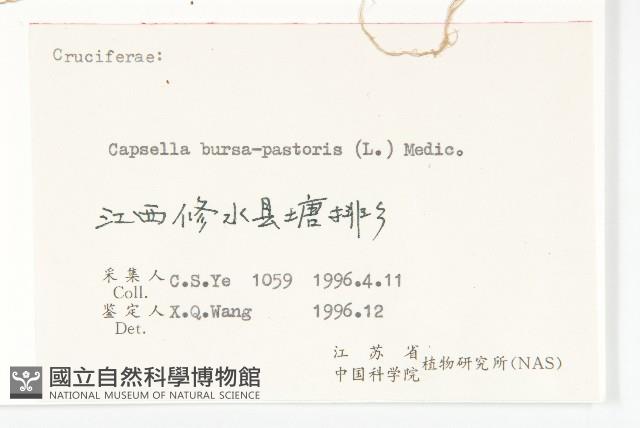 Cruciferae:
Capsella bursa-pastoris (L.) Medic.
江西修水县塘排乡
采集人 C.S.Ye 1059 1996.4.11
Coll.
鉴定人 X.Q.Wang 1996.12
Det.
江苏省
中国科学院 植物研究所(NAS)
國立自然科學博物館
NATIONAL MUSEUM OF NATURAL SCIENCE